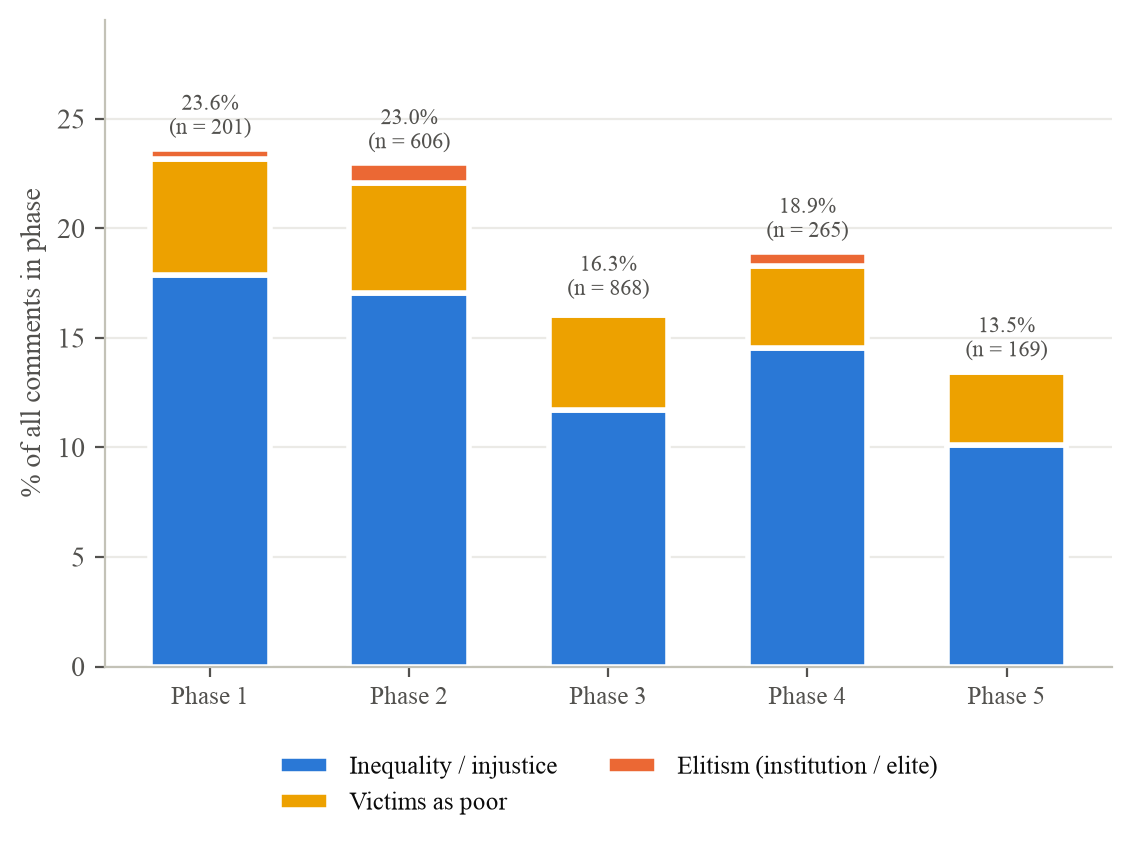 % of all comments in phase
25
20
15
10
5
0
23.6%
(n = 201)
23.0%
(n = 606)
16.3%
(n = 868)
18.9%
(n = 265)
13.5%
(n = 169)
Phase 1
Phase 2
Phase 3
Phase 4
Phase 5
Inequality / injustice
Victims as poor
Elitism (institution / elite)